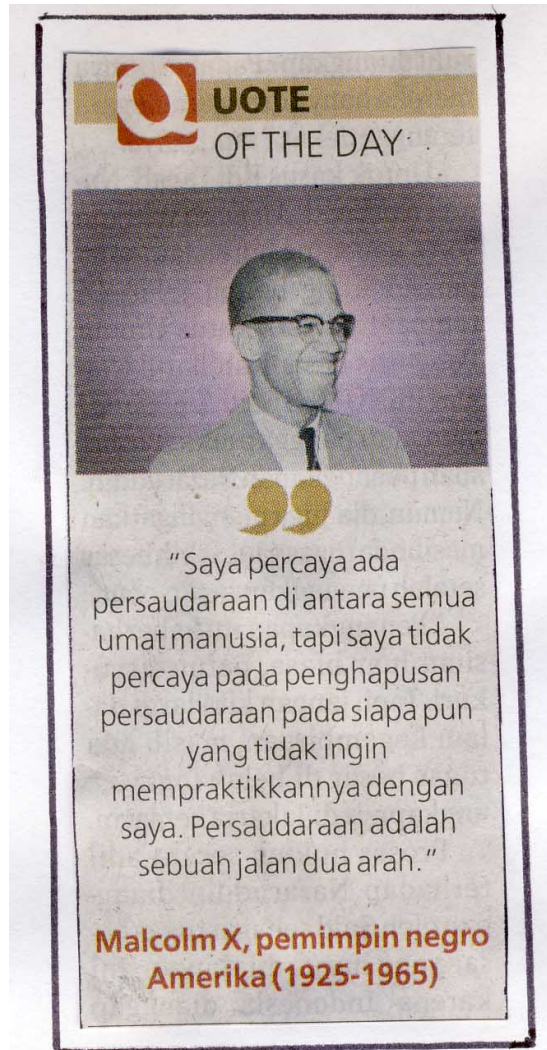 QUOTE
OF THE DAY
"Saya percaya ada
persaudaraan di antara semua
umat manusia, tapi saya tidak
percaya pada penghapusan
persaudaraan pada siapa pun
yang tidak ingin
mempraktikkannya dengan
saya. Persaudaraan adalah
sebuah jalan dua arah."
Malcolm X, pemimpin negro
Amerika (1925-1965)